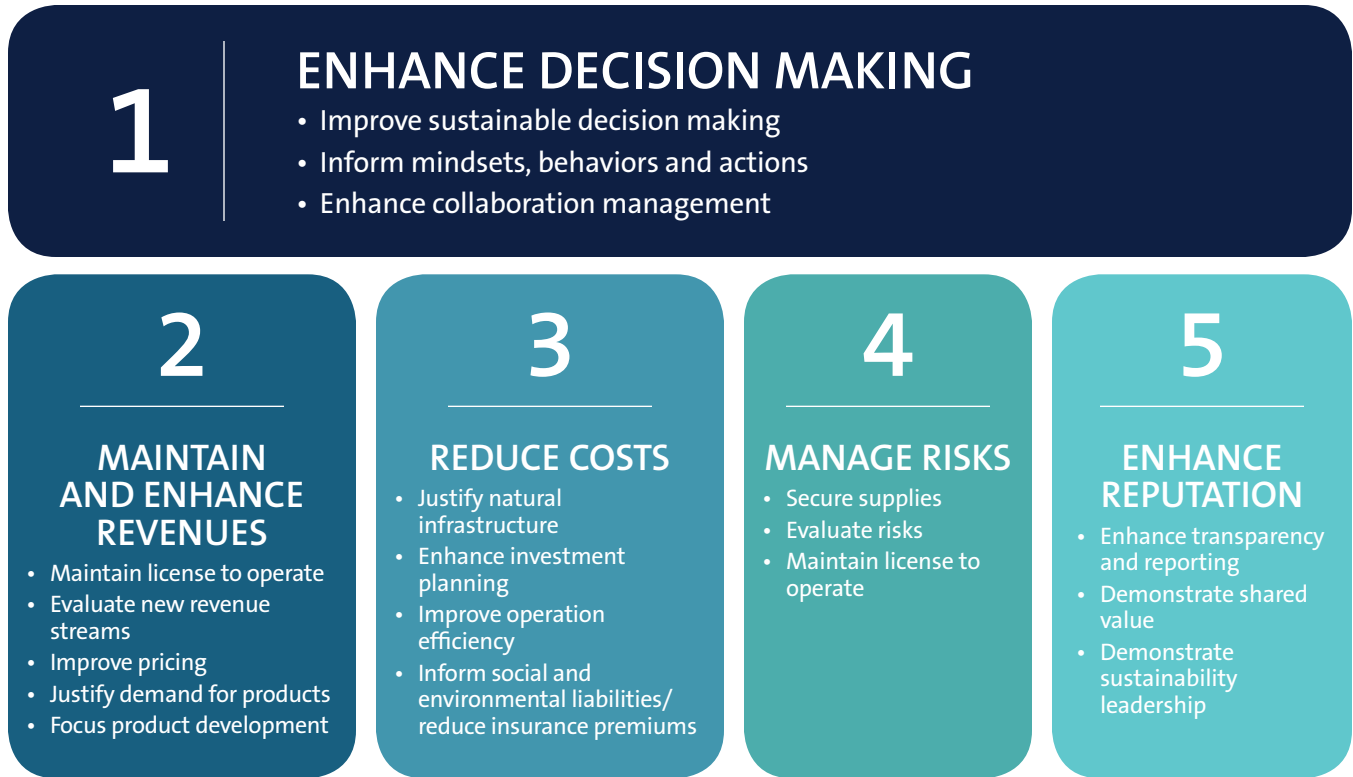 1
ENHANCE DECISION MAKING
• Improve sustainable decision making
• Inform mindsets, behaviors and actions
• Enhance collaboration management
2
MAINTAIN
AND ENHANCE
REVENUES
• Maintain license to operate
• Evaluate new revenue
streams
• Improve pricing
• Justify demand for products
• Focus product development
3
REDUCE COSTS
• Justify natural
infrastructure
• Enhance investment
planning
• Improve operation
efficiency
• Inform social and
environmental liabilities/
reduce insurance premiums
4
MANAGE RISKS
• Secure supplies
• Evaluate risks
• Maintain license to
operate
5
ENHANCE
REPUTATION
• Enhance transparency
and reporting
• Demonstrate shared
value
• Demonstrate
sustainability
leadership